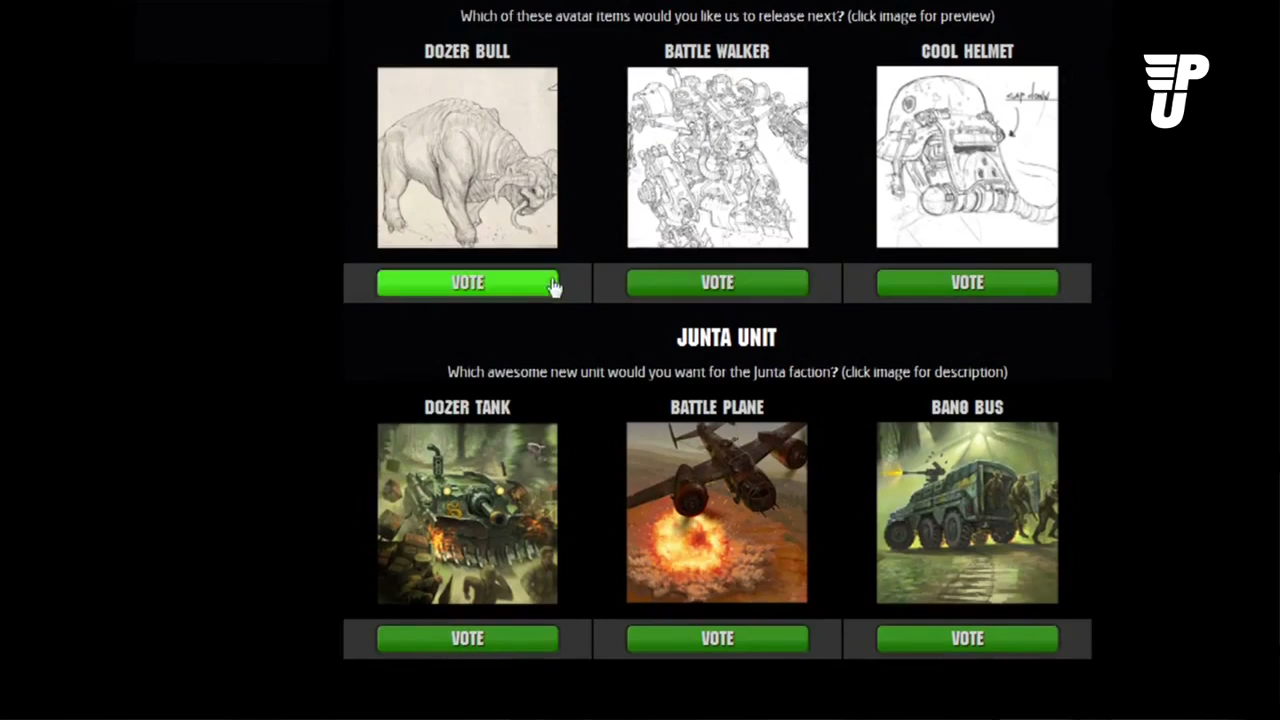 Which of these avatar items would you like us to release next? (click image for preview)
DOZER BULL BATTLE WALKER COOL HELMET
VOTE VOTE VOTE
JUNTA UNIT
Which awesome new unit would you want for the Junta faction? (click image for description)
DOZER TANK BATTLE PLANE BANG BUS
VOTE VOTE VOTE
PU